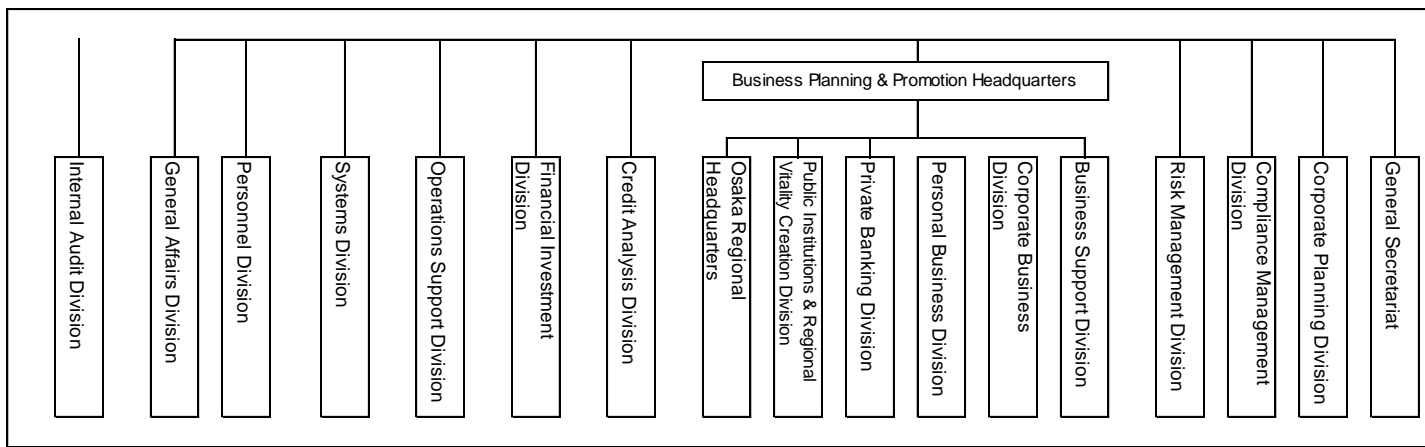 Business Planning & Promotion Headquarters
Internal Audit Division
General Affairs Division
Personnel Division
Systems Division
Operations Support Division
Financial Investment
Division
Credit Analysis Division
Osaka Regional
Headquarters
Public Institutions & Regional
Vitality Creation Division
Private Banking Division
Personal Business Division
Corporate Business
Division
Business Support Division
Risk Management Division
Compliance Management
Division
Corporate Planning Division
General Secretariat